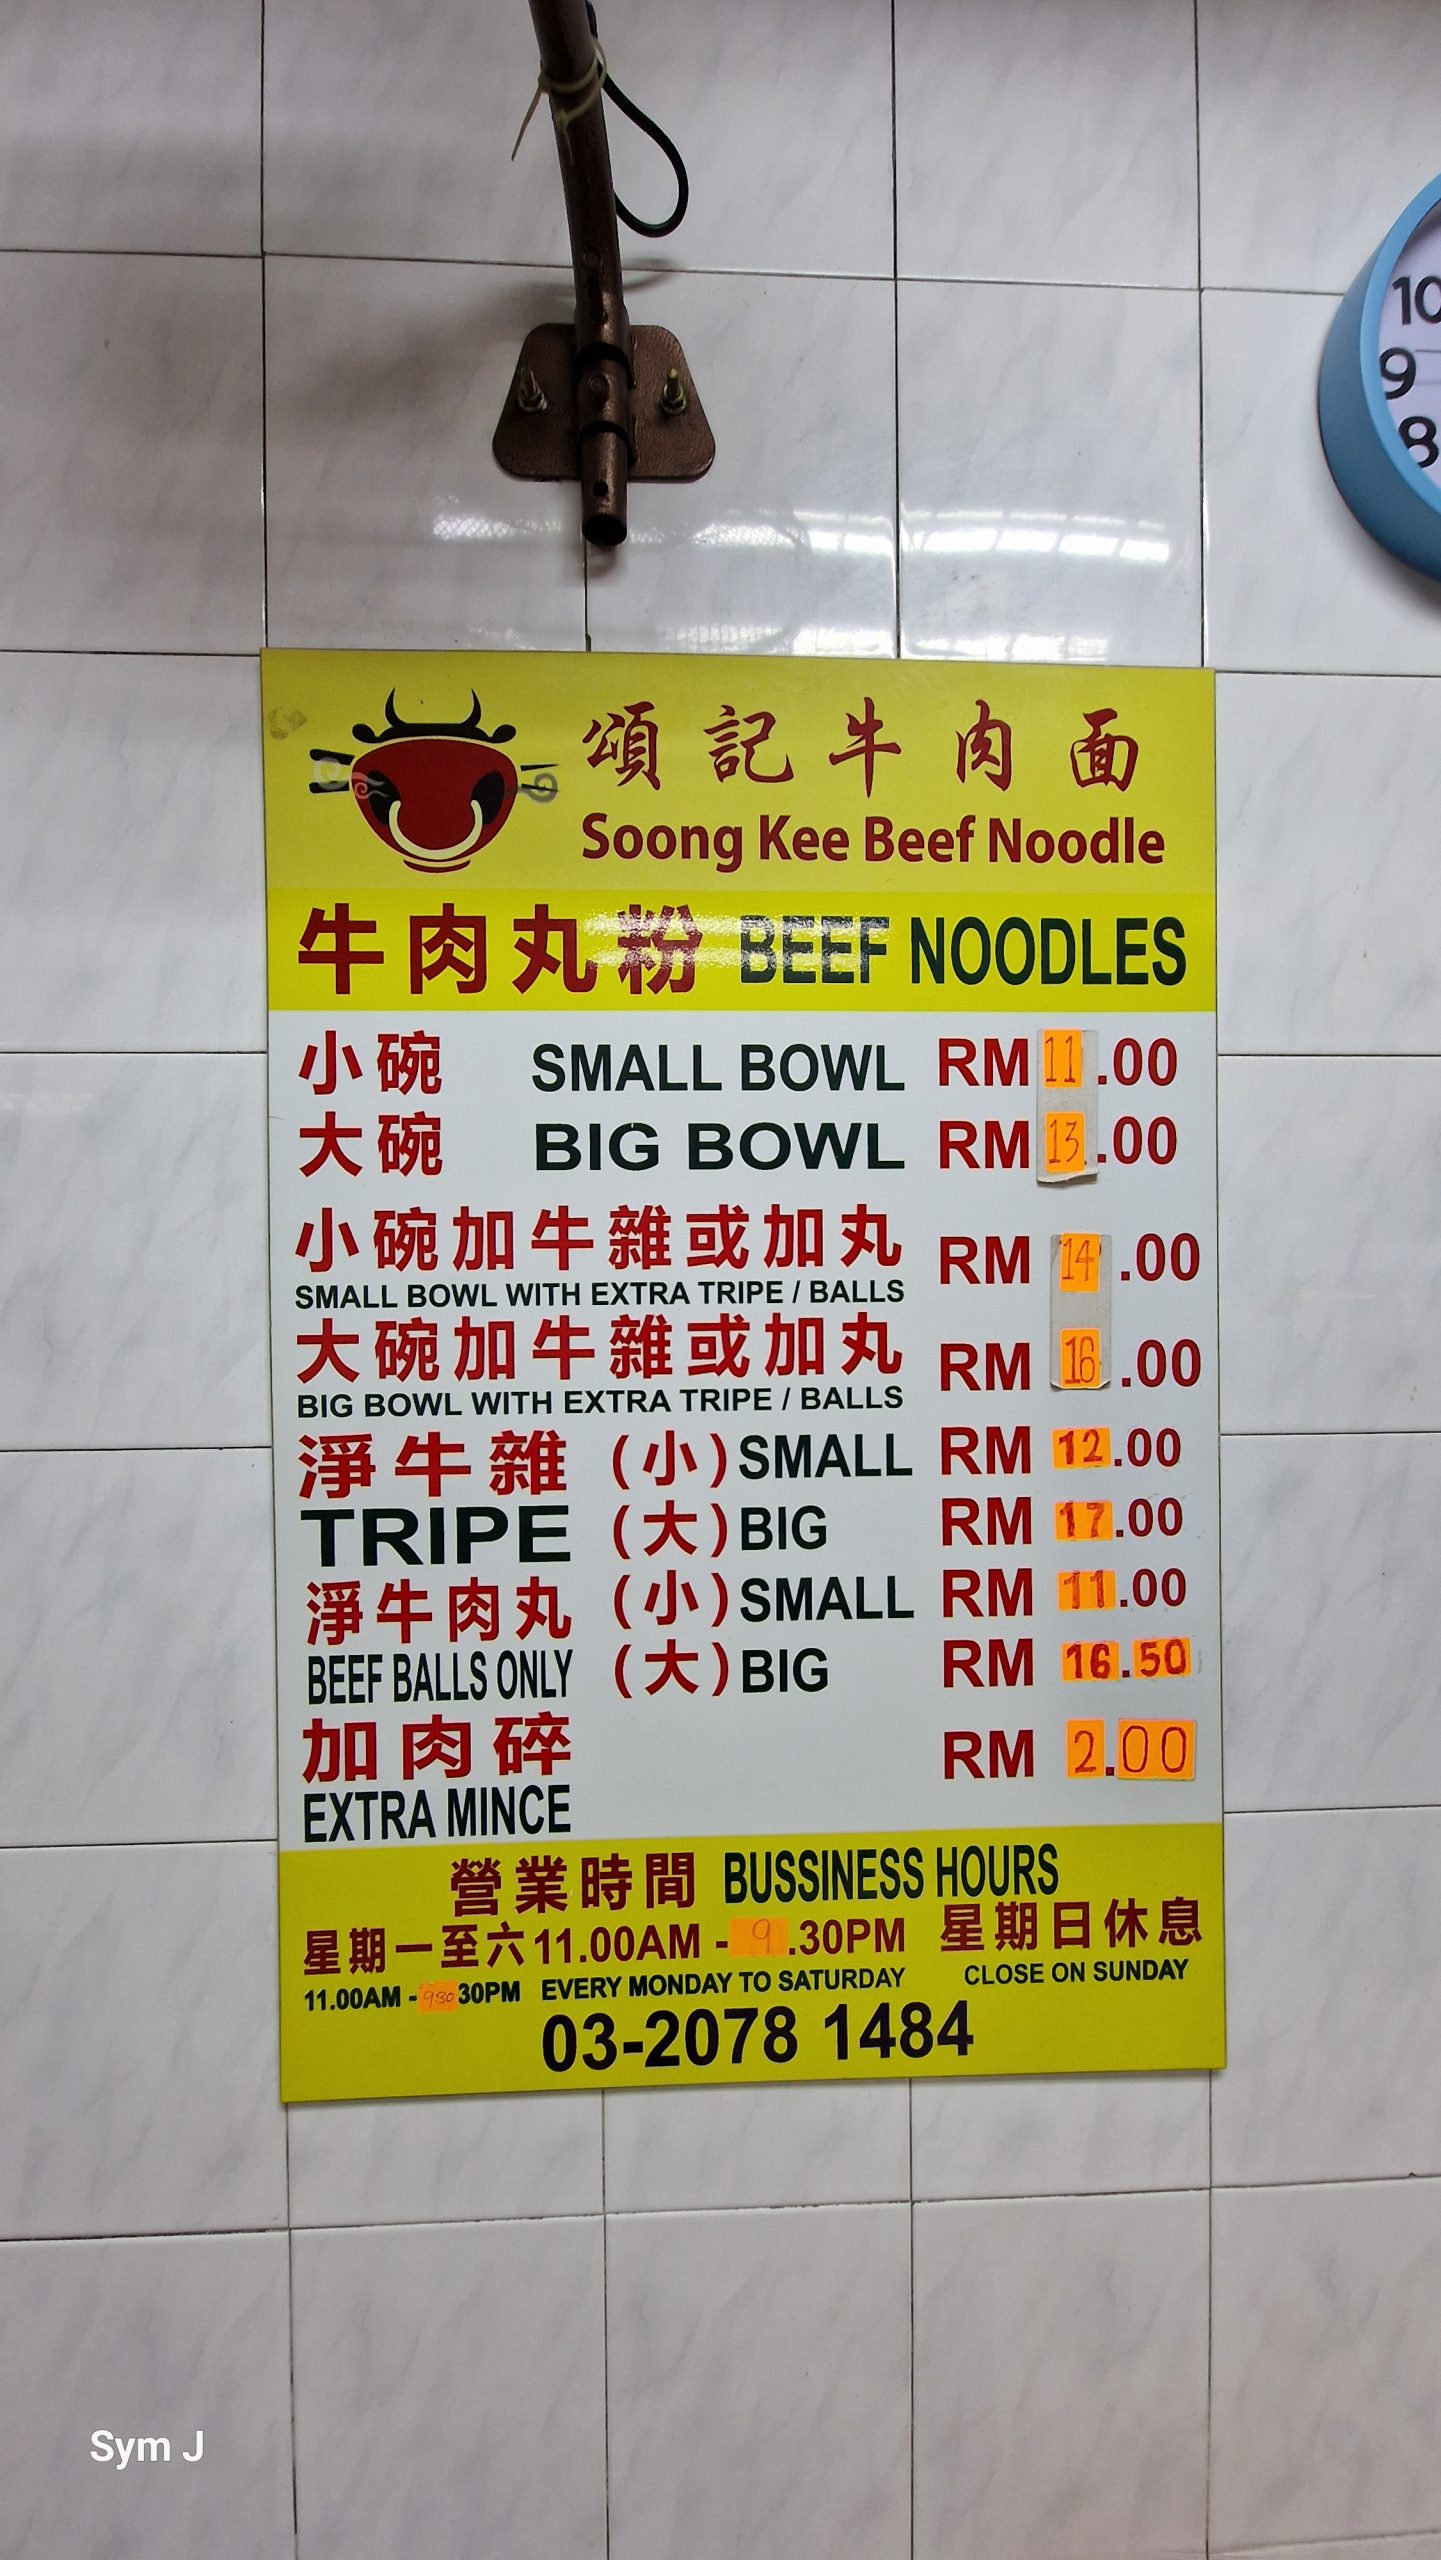 頌記牛肉面
Soong Kee Beef Noodle
牛肉丸粉 BEEF NOODLES
小碗 SMALL BOWL RM 11.00
大碗 BIG BOWL RM 13.00
小碗加牛雜或加丸 RM 14.00
SMALL BOWL WITH EXTRA TRIPE / BALLS
大碗加牛雜或加丸 RM 16.00
BIG BOWL WITH EXTRA TRIPE / BALLS
淨牛雜 (小) SMALL RM 12.00
TRIPE (大) BIG RM 17.00
淨牛肉丸 (小) SMALL RM 11.00
BEEF BALLS ONLY (大) BIG RM 16.50
加肉碎 RM 2.00
EXTRA MINCE
營業時間 BUSSINESS HOURS
星期一至六 11.00AM - 9.30PM 星期日休息
11.00AM - 930 30PM EVERY MONDAY TO SATURDAY CLOSE ON SUNDAY
03-2078 1484
10
9
8
Sym J